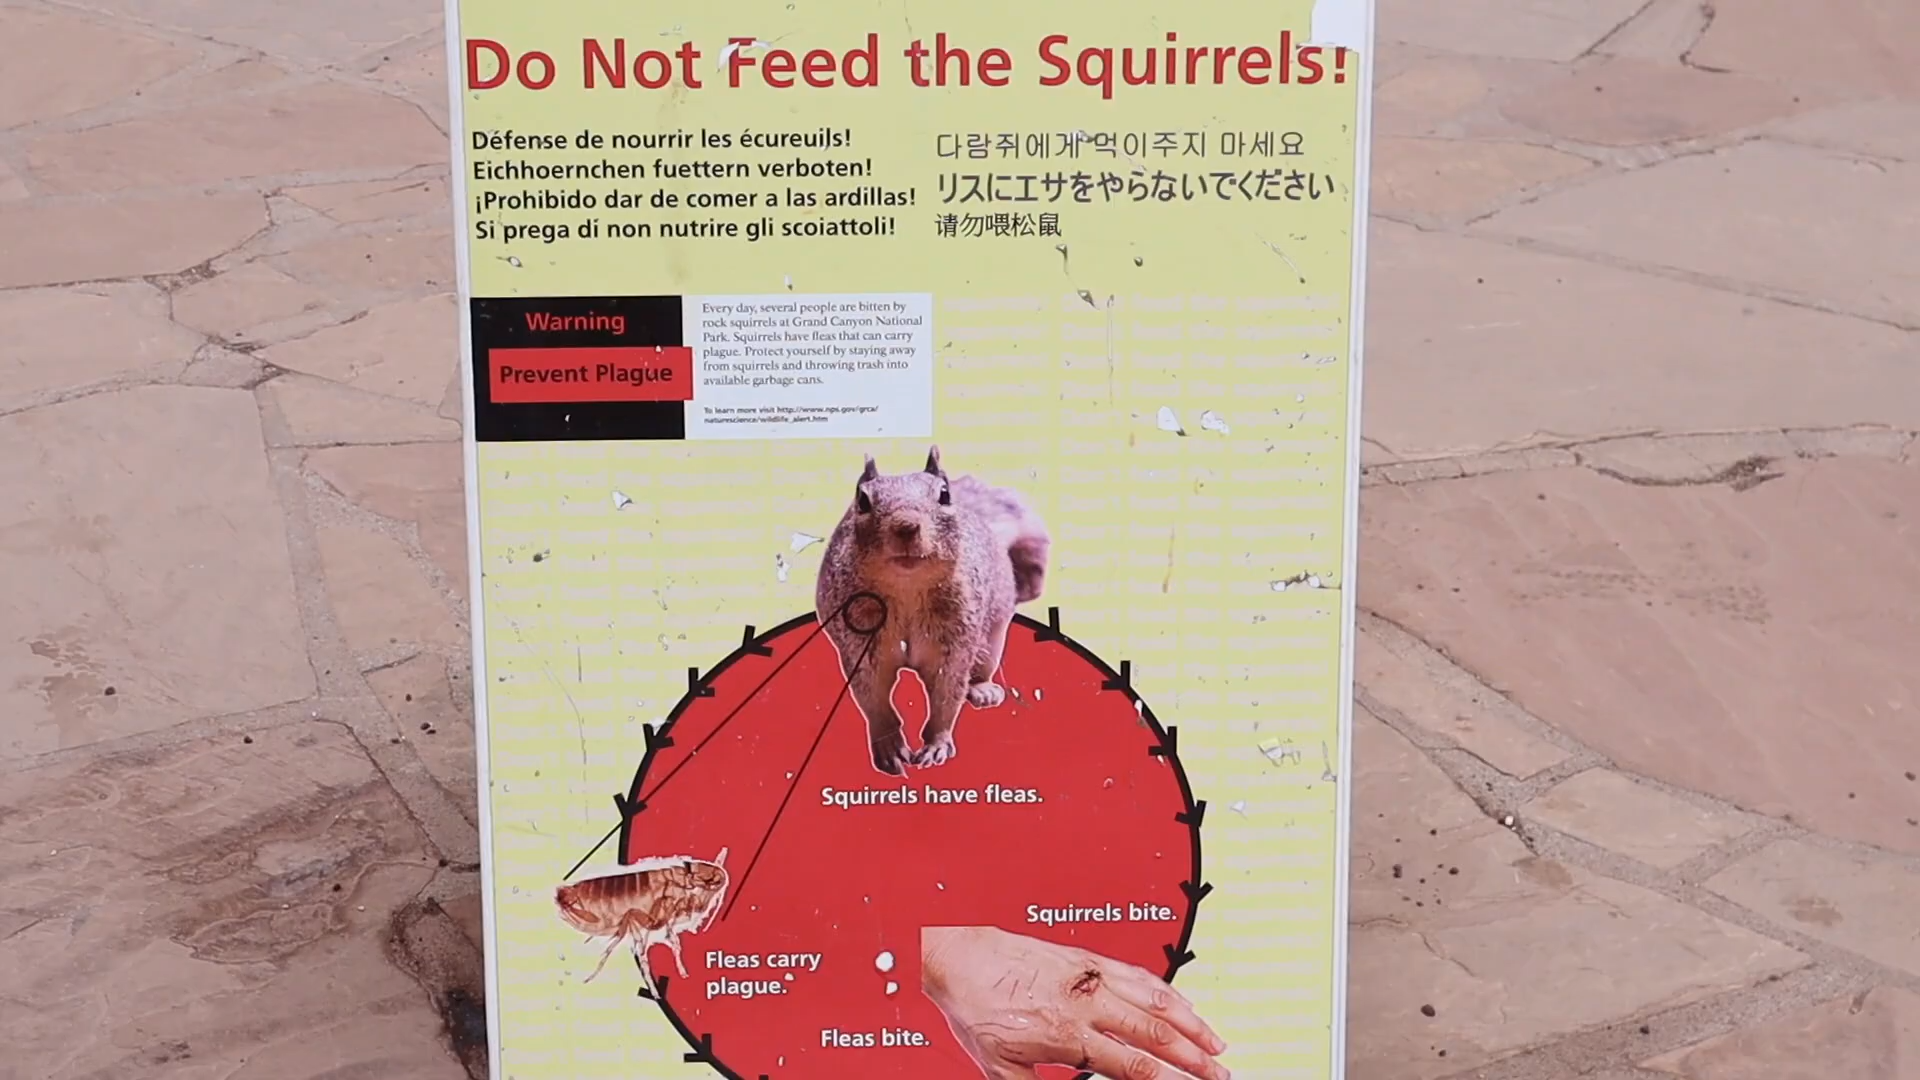 Do Not Feed the Squirrels!
Défense de nourrir les écureuils!
Eichhoernchen fuettern verboten!
¡Prohibido dar de comer a las ardillas!
Si prega di non nutrire gli scoiattoli!
다람쥐에게 먹이주지 마세요
リスにエサをやらないでください
请勿喂松鼠
Warning
Prevent Plague
Every day, several people are bitten by
rock squirrels at Grand Canyon National
Park. Squirrels have fleas that can carry
plague. Protect yourself by staying away
from squirrels and throwing trash into
available garbage cans.
To learn more visit http://www.nps.gov/grca/
naturescience/wildlife_alert.htm
Squirrels have fleas.
Squirrels bite.
Fleas carry
plague.
Fleas bite.